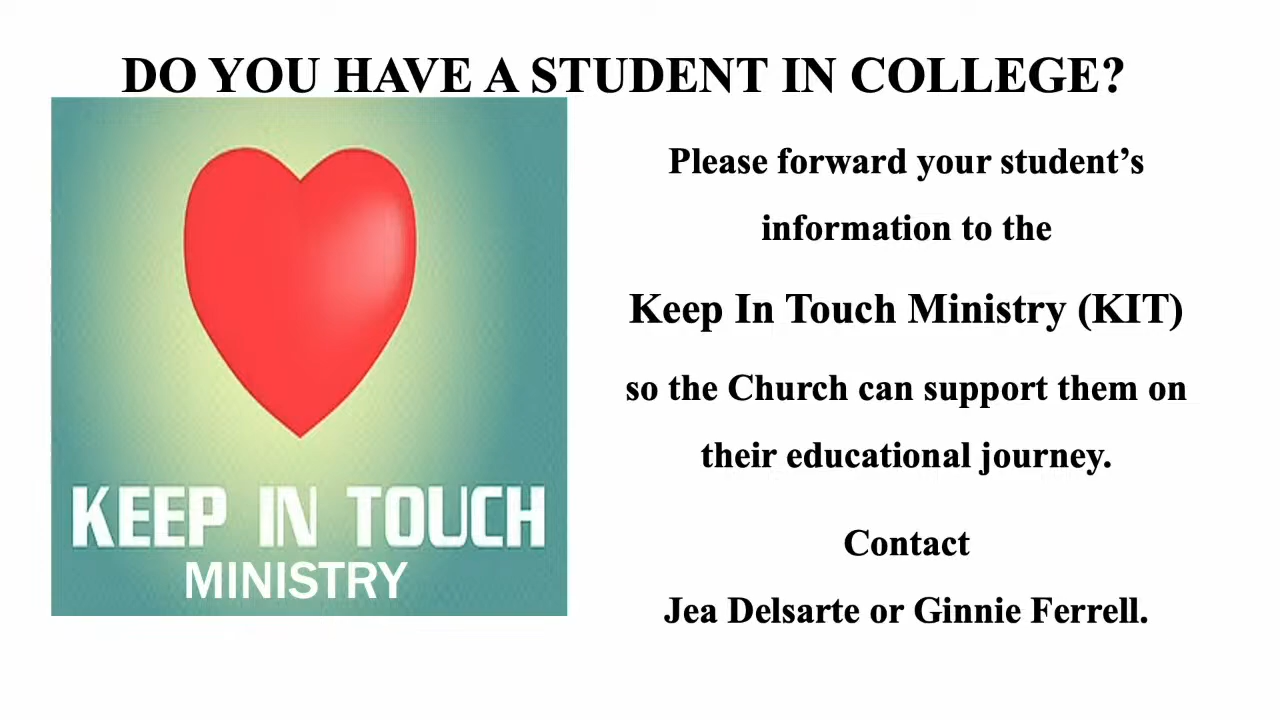 DO YOU HAVE A STUDENT IN COLLEGE?
KEEP IN TOUCH
MINISTRY
Please forward your student’s
information to the
Keep In Touch Ministry (KIT)
so the Church can support them on
their educational journey.
Contact
Jea Delsarte or Ginnie Ferrell.